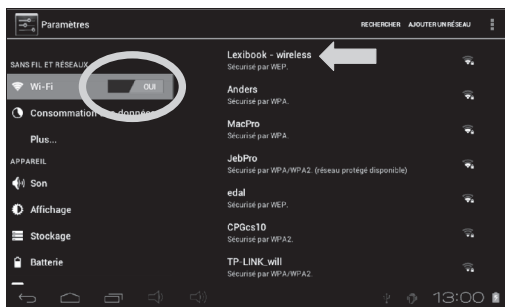 Paramètres
RECHERCHER AJOUTER UN RÉSEAU
SANS FIL ET RÉSEAUX
Wi-Fi OUI
Consommation des données
Plus...
APPAREIL
Son
Affichage
Stockage
Batterie
Lexibook - wireless
Sécurisé par WEP.
Anders
Sécurisé par WPA.
MacPro
Sécurisé par WPA.
JebPro
Sécurisé par WPA/WPA2. (réseau protégé disponible)
edal
Sécurisé par WEP.
CPGcs10
Sécurisé par WPA2.
TP-LINK_will
Sécurisé par WPA/WPA2.
13:00